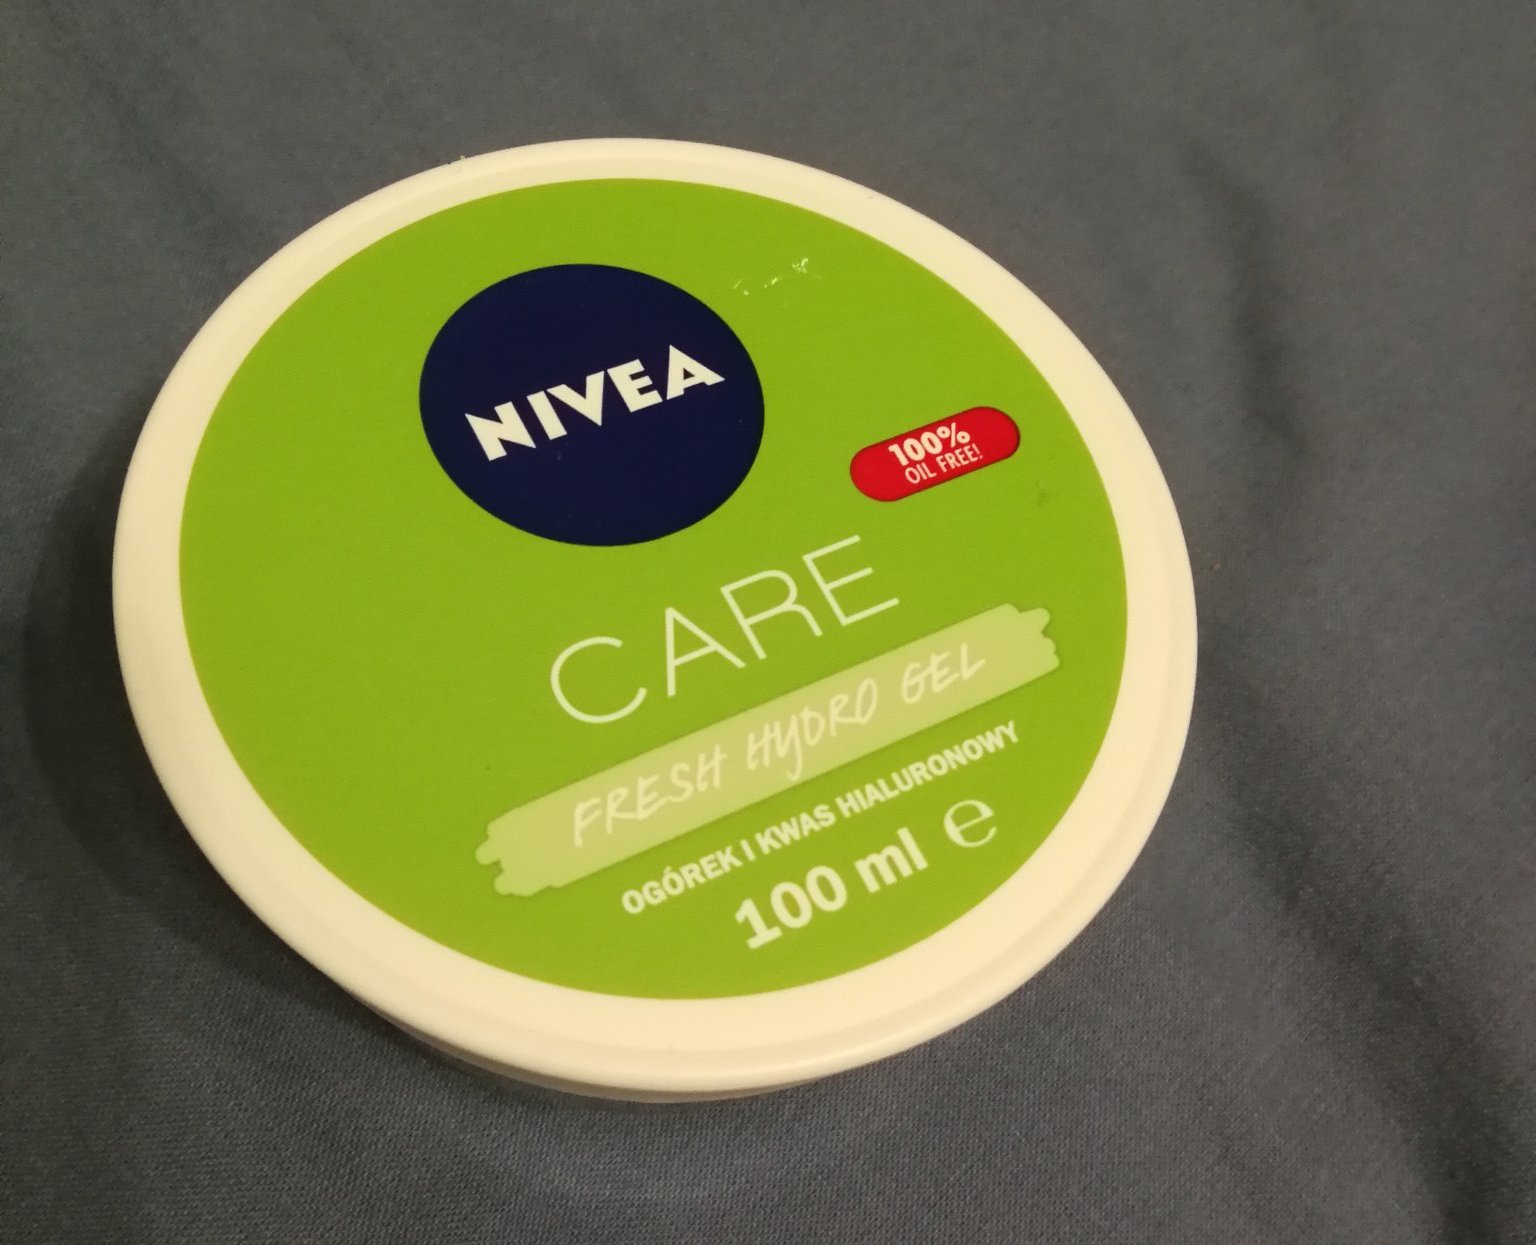 NIVEA
100%
OIL FREE!
CARE
FRESH HYDRO GEL
OGÓREK I KWAS HIALURONOWY
100 ml ℮